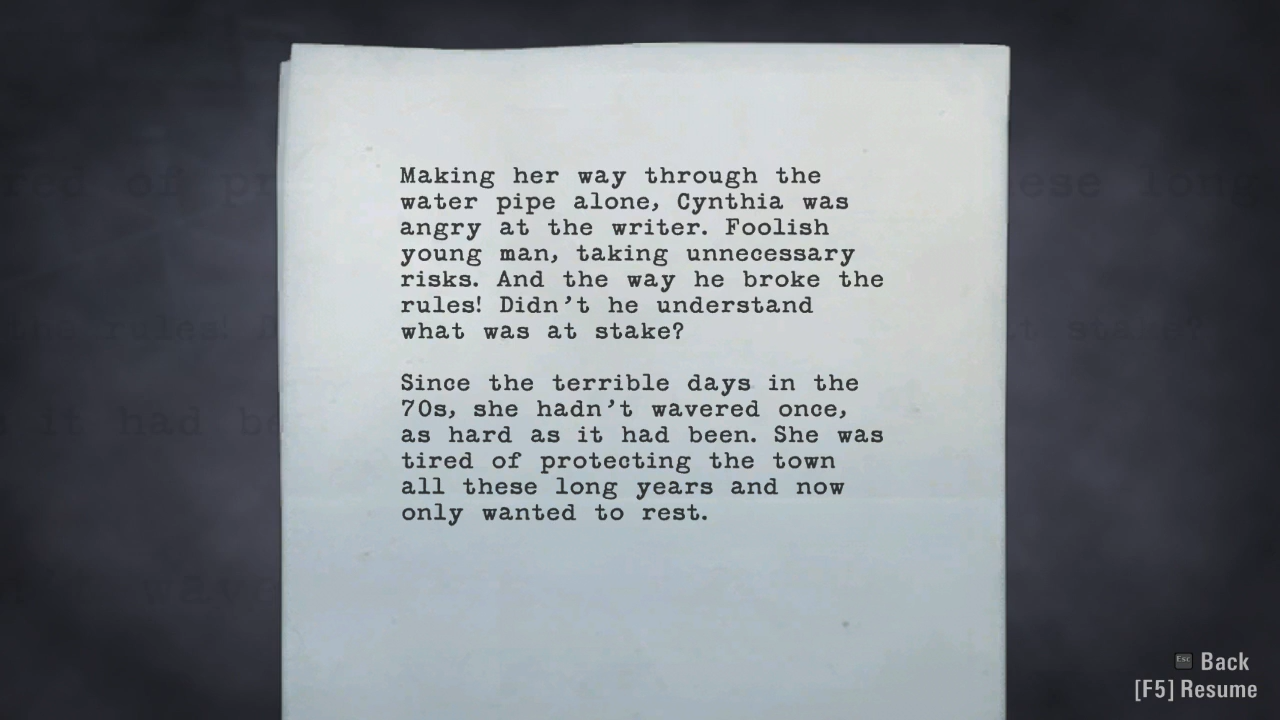 Making her way through the
water pipe alone, Cynthia was
angry at the writer. Foolish
young man, taking unnecessary
risks. And the way he broke the
rules! Didn't he understand
what was at stake?
Since the terrible days in the
70s, she hadn't wavered once,
as hard as it had been. She was
tired of protecting the town
all these long years and now
only wanted to rest.
Esc Back
[F5] Resume